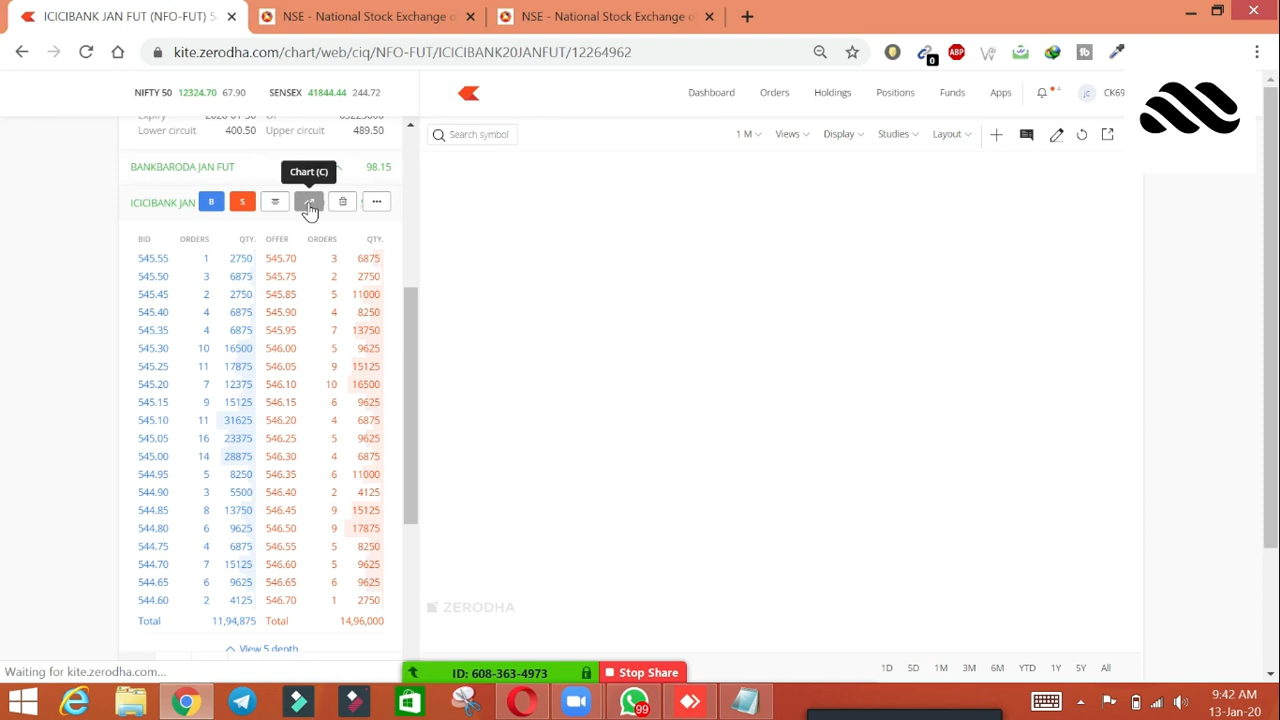 ICICIBANK JAN FUT (NFO-FUT) 5
NSE - National Stock Exchange o
NSE - National Stock Exchange o
kite.zerodha.com/chart/web/ciq/NFO-FUT/ICICIBANK20JANFUT/12264962
0
ABP
fb
NIFTY 50 12324.70 67.90 SENSEX 41844.44 244.72
Dashboard Orders Holdings Positions Funds Apps JC CK69
Lower circuit 400.50 Upper circuit 489.50
Search symbol
1 M Views Display Studies Layout
BANKBARODA JAN FUT 98.15
Chart (C)
ICICIBANK JAN B S
BID ORDERS QTY. OFFER ORDERS QTY.
545.55 1 2750 545.70 3 6875
545.50 3 6875 545.75 2 2750
545.45 2 2750 545.85 5 11000
545.40 4 6875 545.90 4 8250
545.35 4 6875 545.95 7 13750
545.30 10 16500 546.00 5 9625
545.25 11 17875 546.05 9 15125
545.20 7 12375 546.10 10 16500
545.15 9 15125 546.15 6 9625
545.10 11 31625 546.20 4 6875
545.05 16 23375 546.25 5 9625
545.00 14 28875 546.30 4 6875
544.95 5 8250 546.35 6 11000
544.90 3 5500 546.40 2 4125
544.85 8 13750 546.45 9 15125
544.80 6 9625 546.50 9 17875
544.75 4 6875 546.55 5 8250
544.70 7 15125 546.60 5 9625
544.65 6 9625 546.65 6 9625
544.60 2 4125 546.70 1 2750
Total 11,94,875 Total 14,96,000
View 5 depth
ZERODHA
1D 5D 1M 3M 6M YTD 1Y 5Y All
Waiting for kite.zerodha.com...
ID: 608-363-4973
Stop Share
99
9:42 AM
13-Jan-20